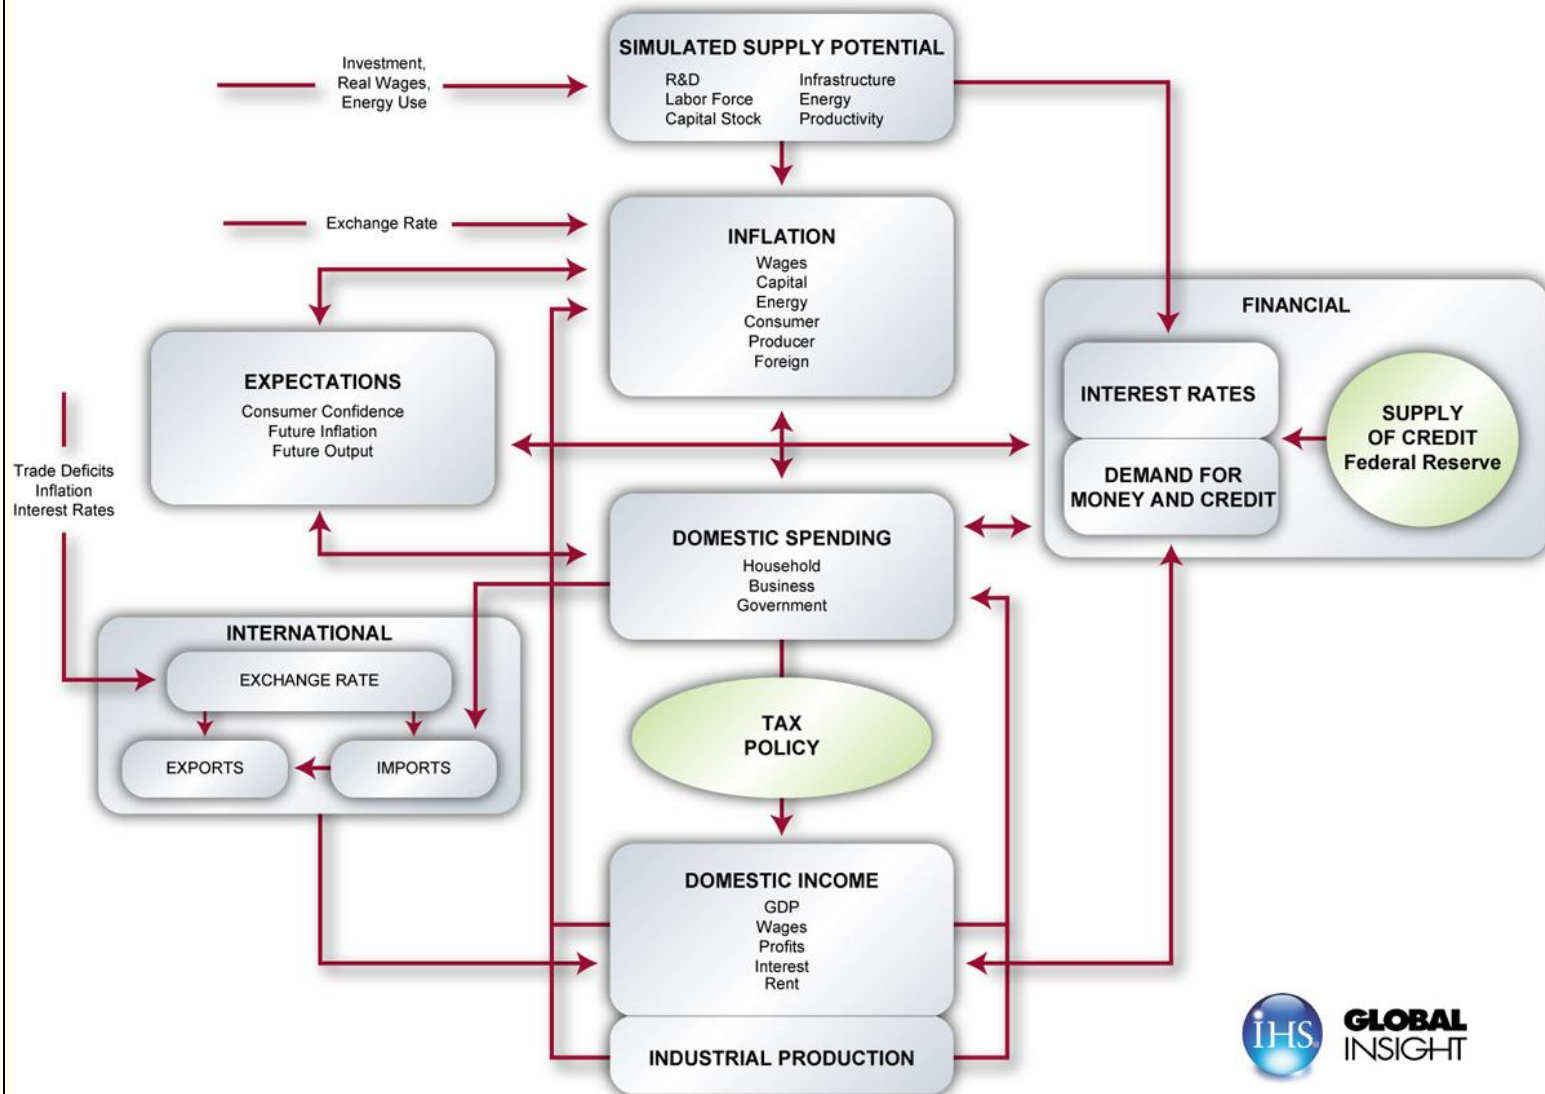 SIMULATED SUPPLY POTENTIAL
R&D
Labor Force
Capital Stock
Infrastructure
Energy
Productivity
Investment,
Real Wages,
Energy Use
Exchange Rate
INFLATION
Wages
Capital
Energy
Consumer
Producer
Foreign
EXPECTATIONS
Consumer Confidence
Future Inflation
Future Output
FINANCIAL
INTEREST RATES
DEMAND FOR
MONEY AND CREDIT
SUPPLY
OF CREDIT
Federal Reserve
Trade Deficits
Inflation
Interest Rates
DOMESTIC SPENDING
Household
Business
Government
INTERNATIONAL
EXCHANGE RATE
EXPORTS
IMPORTS
TAX
POLICY
DOMESTIC INCOME
GDP
Wages
Profits
Interest
Rent
INDUSTRIAL PRODUCTION
IHS
GLOBAL
INSIGHT